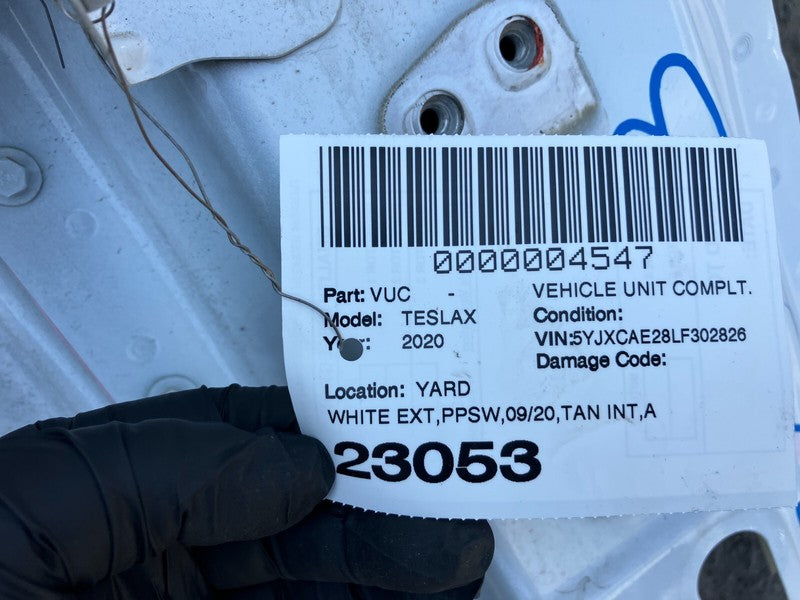 0000004547
Part: VUC - VEHICLE UNIT COMPLT.
Model: TESLAX Condition:
2020 VIN:5YJXCAE28LF302826
Damage Code:
Location: YARD
WHITE EXT,PPSW,09/20,TAN INT,A
23053